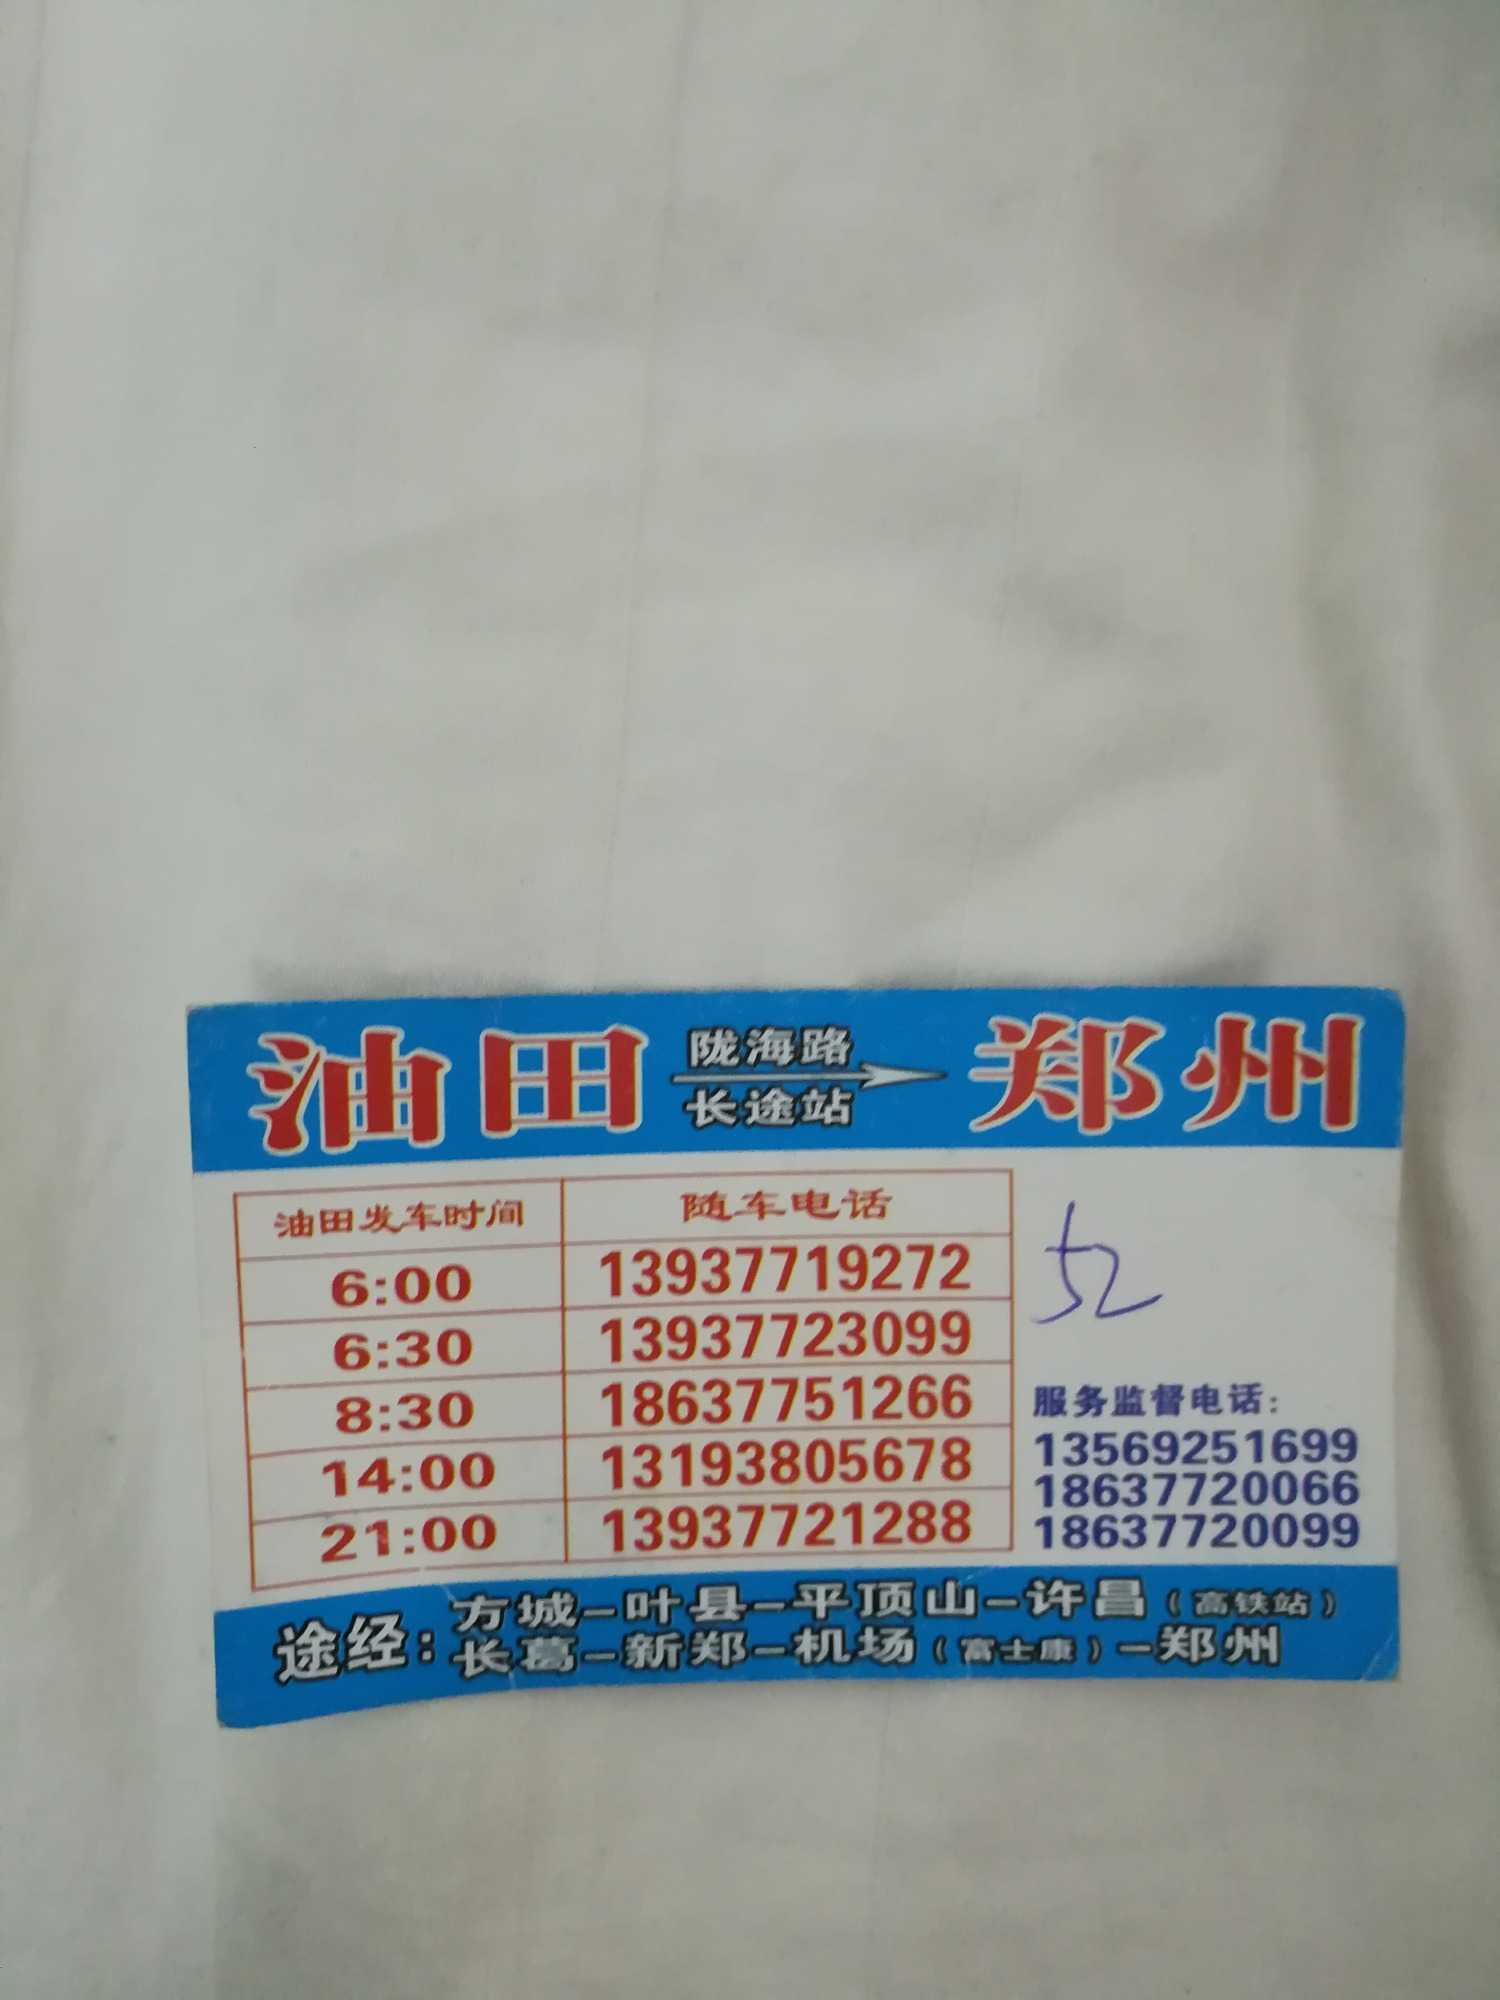 油田 陇海路 郑州
长途站
油田发车时间 随车电话
6:00 13937719272
6:30 13937723099
8:30 18637751266
14:00 13193805678
21:00 13937721288
52
服务监督电话:
13569251699
18637720066
18637720099
途经:方城-叶县-平顶山-许昌(高铁站)
长葛-新郑-机场(富士康)-郑州